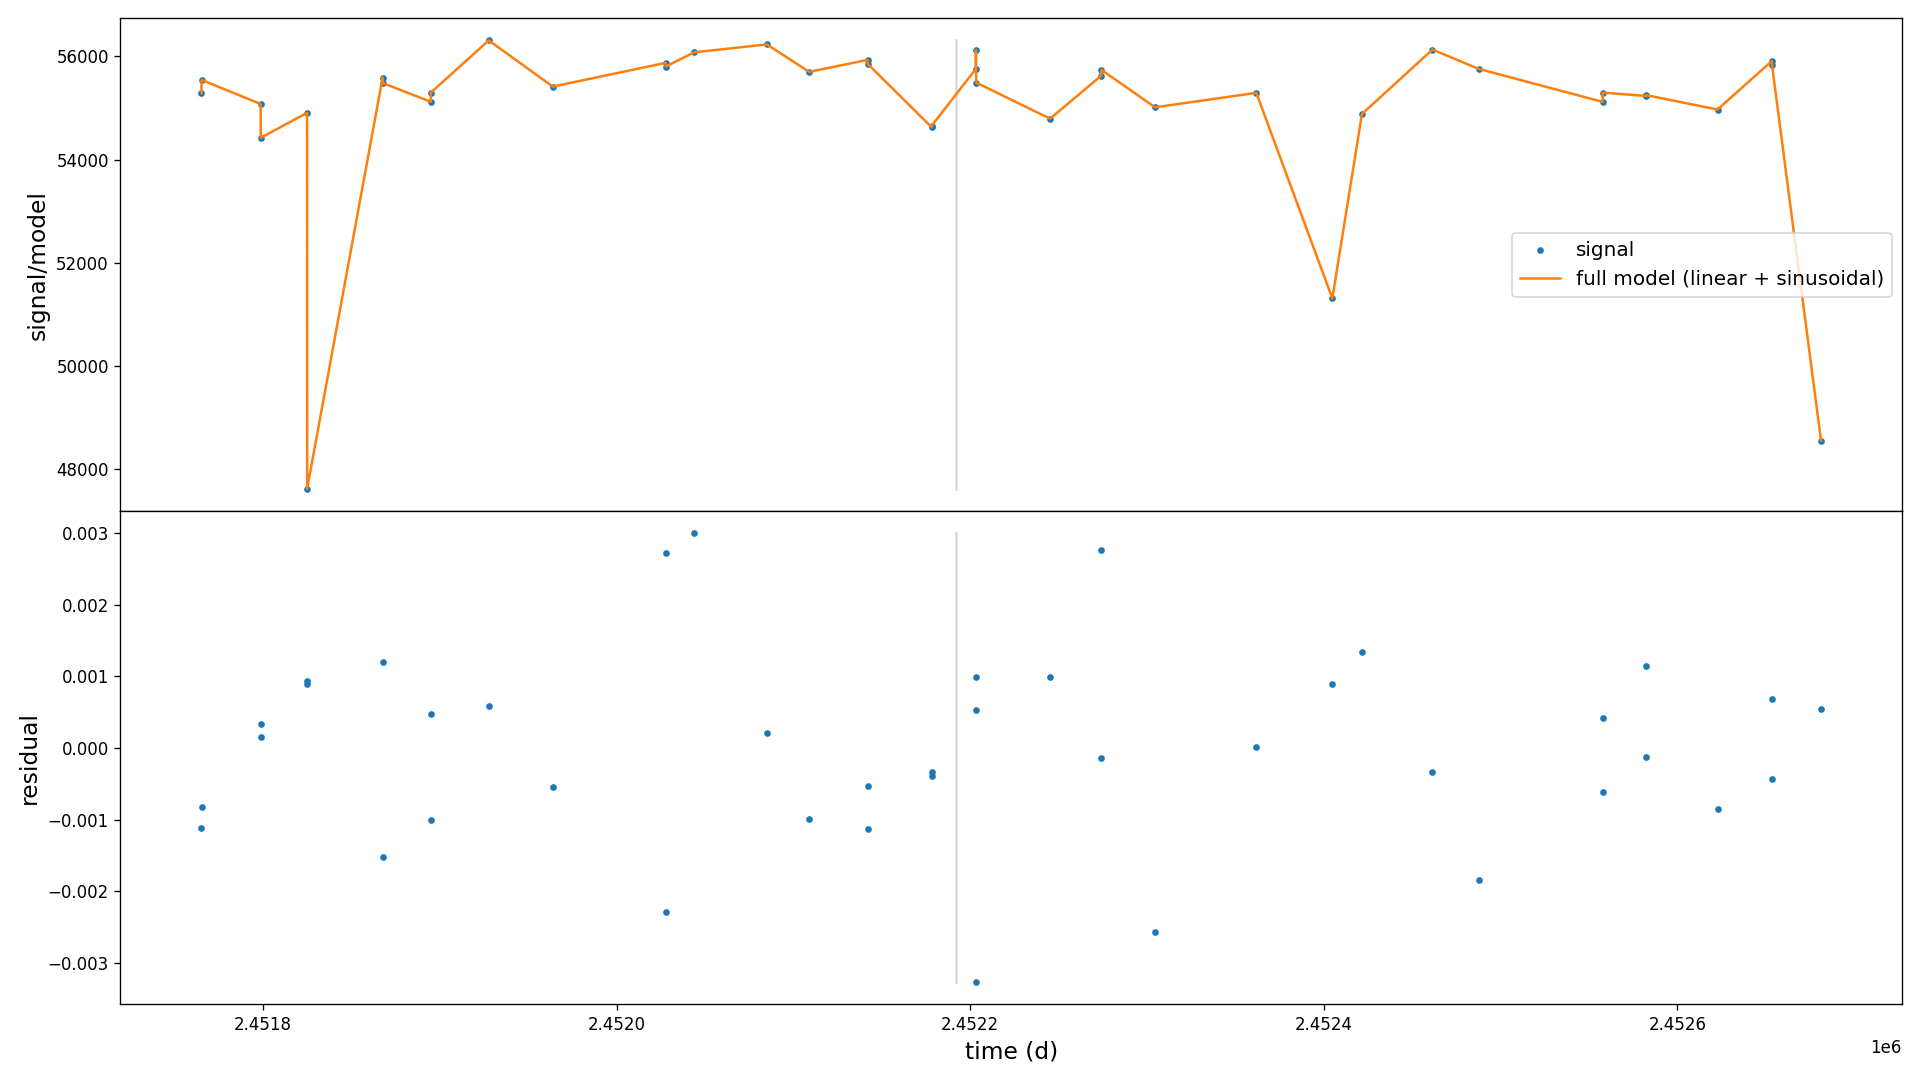 56000
54000
52000
50000
48000
signal/model
signal
full model (linear + sinusoidal)
0.003
0.002
0.001
0.000
−0.001
−0.002
−0.003
residual
2.4518
2.4520
2.4522
2.4524
2.4526
time (d)
1e6